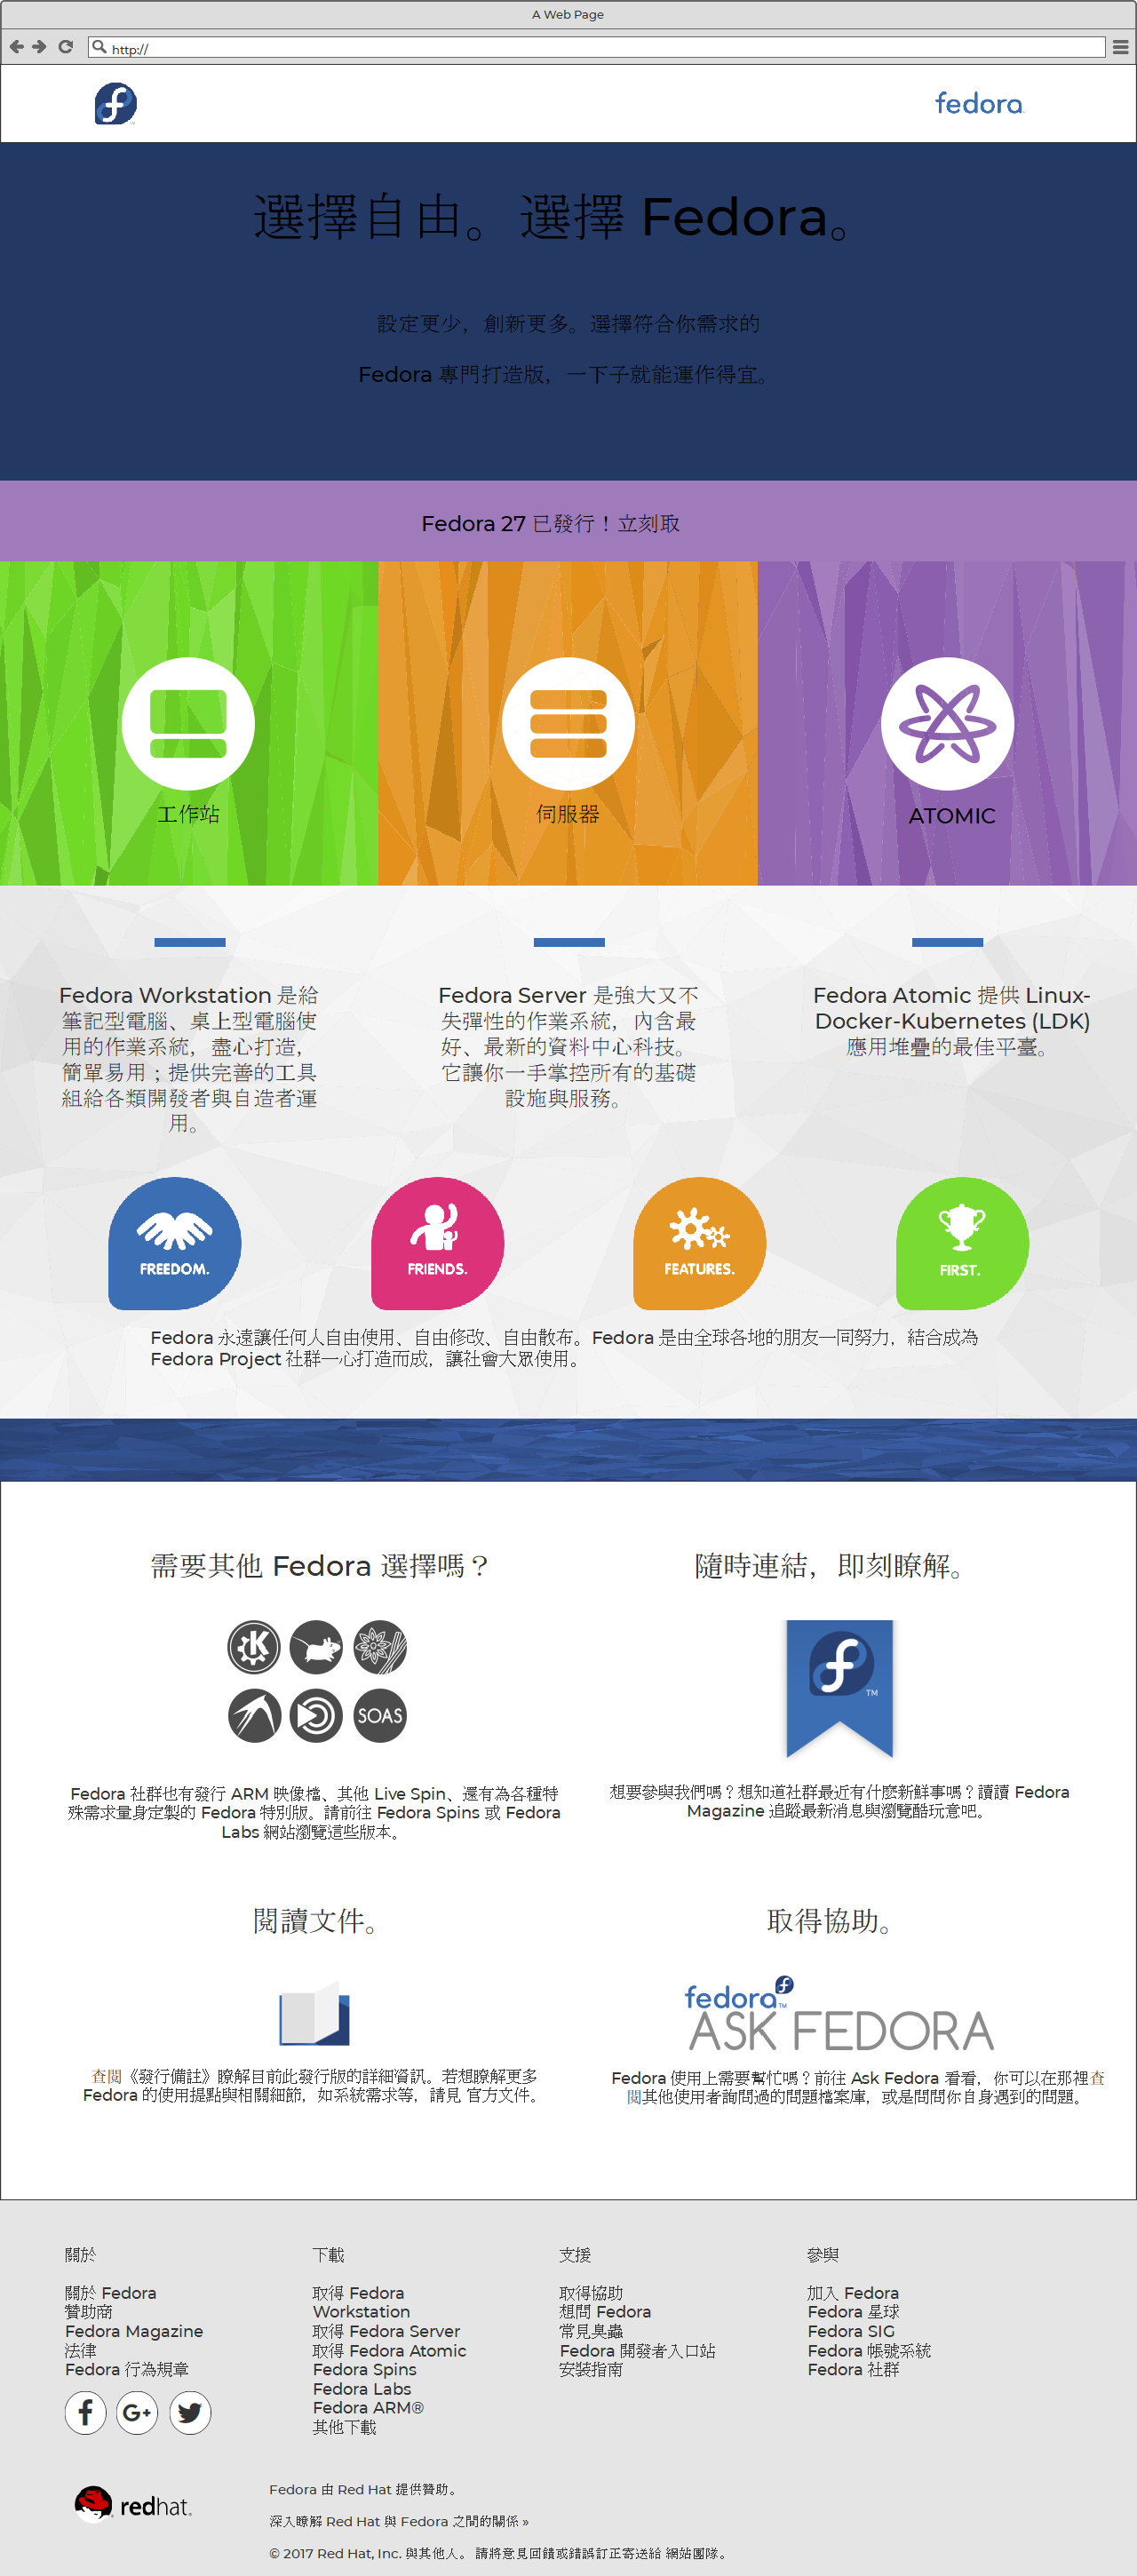 A Web Page
http://
fedora
選擇自由。選擇 Fedora。
設定更少，創新更多。選擇符合你需求的
Fedora 專門打造版，一下子就能運作得宜。
Fedora 27 已發行！立刻取
工作站
伺服器
ATOMIC
Fedora Workstation 是給
筆記型電腦、桌上型電腦使
用的作業系統，盡心打造，
簡單易用；提供完善的工具
組給各類開發者與自造者運
用。
Fedora Server 是強大又不
失彈性的作業系統，內含最
好、最新的資料中心科技。
它讓你一手掌控所有的基礎
設施與服務。
Fedora Atomic 提供 Linux-
Docker-Kubernetes (LDK)
應用堆疊的最佳平臺。
FREEDOM.
FRIENDS.
FEATURES.
FIRST.
Fedora 永遠讓任何人自由使用、自由修改、自由散布。Fedora 是由全球各地的朋友一同努力，結合成為
Fedora Project 社群一心打造而成，讓社會大眾使用。
需要其他 Fedora 選擇嗎？
SOAS
Fedora 社群也有發行 ARM 映像檔、其他 Live Spin、還有為各種特
殊需求量身定製的 Fedora 特別版。請前往 Fedora Spins 或 Fedora
Labs 網站瀏覽這些版本。
隨時連結，即刻瞭解。
TM
想要參與我們嗎？想知道社群最近有什麼新鮮事嗎？讀讀 Fedora
Magazine 追蹤最新消息與瀏覽酷玩意吧。
閱讀文件。
查閱《發行備註》瞭解目前此發行版的詳細資訊。若想瞭解更多
Fedora 的使用提點與相關細節，如系統需求等，請見 官方文件。
取得協助。
fedora TM
ASK FEDORA
Fedora 使用上需要幫忙嗎？前往 Ask Fedora 看看，你可以在那裡查
閱其他使用者詢問過的問題檔案庫，或是問問你自身遇到的問題。
關於
關於 Fedora
贊助商
Fedora Magazine
法律
Fedora 行為規章
下載
取得 Fedora
Workstation
取得 Fedora Server
取得 Fedora Atomic
Fedora Spins
Fedora Labs
Fedora ARM®
其他下載
支援
取得協助
想問 Fedora
常見臭蟲
Fedora 開發者入口站
安裝指南
參與
加入 Fedora
Fedora 星球
Fedora SIG
Fedora 帳號系統
Fedora 社群
G+
redhat.
Fedora 由 Red Hat 提供贊助。
深入瞭解 Red Hat 與 Fedora 之間的關係 »
© 2017 Red Hat, Inc. 與其他人。 請將意見回饋或錯誤訂正寄送給 網站團隊。